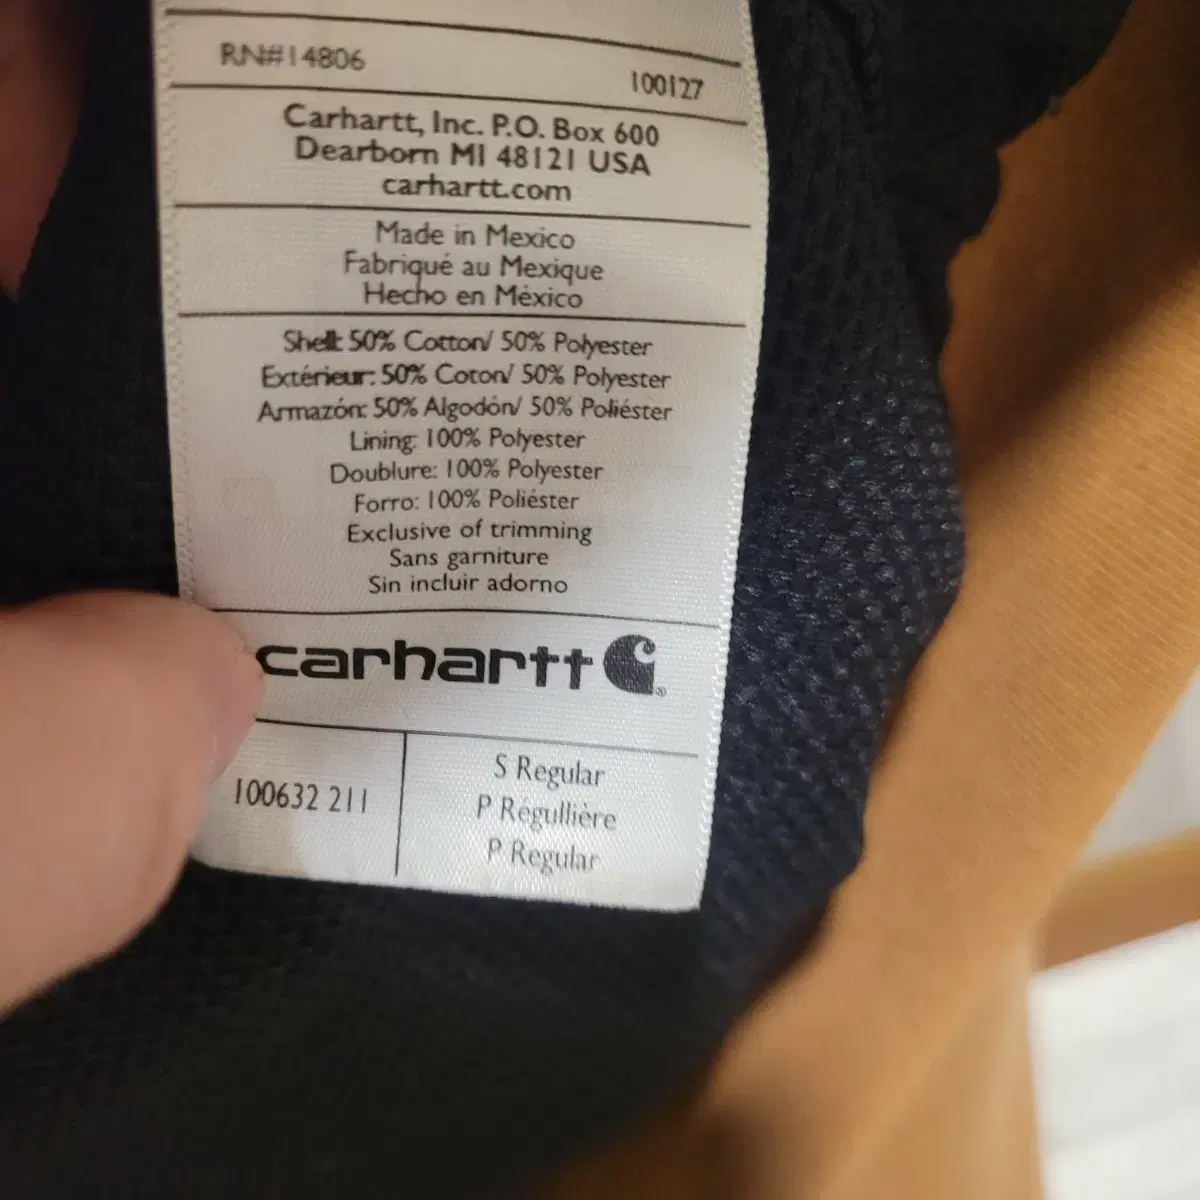 RN#14806
100127
Carhartt, Inc. P.O. Box 600
Dearborn MI 48121 USA
carhartt.com
Made in Mexico
Fabriqué au Mexique
Hecho en México
Shell: 50% Cotton/ 50% Polyester
Extérieur: 50% Coton/ 50% Polyester
Armazón: 50% Algodón/ 50% Poliéster
Lining: 100% Polyester
Doublure: 100% Polyester
Forro: 100% Poliéster
Exclusive of trimming
Sans garniture
Sin incluir adorno
carhartt ®
100632 211
S Regular
P Régullière
P Regular